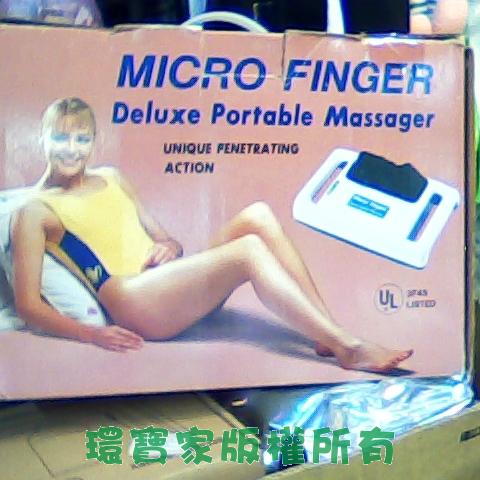 MICRO FINGER
Deluxe Portable Massager
UNIQUE PENETRATING
ACTION
UL
LISTED
環寶家版權所有